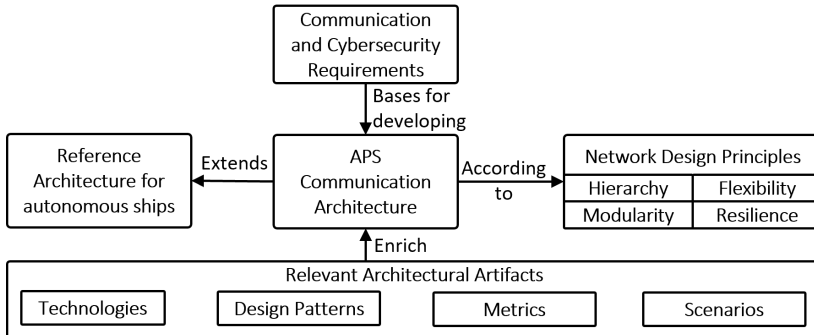 Communication
and Cybersecurity
Requirements
Bases for
developing
Reference
Architecture for
autonomous ships
Extends
APS
Communication
Architecture
According
to
Network Design Principles
Hierarchy
Flexibility
Modularity
Resilience
Enrich
Relevant Architectural Artifacts
Technologies
Design Patterns
Metrics
Scenarios